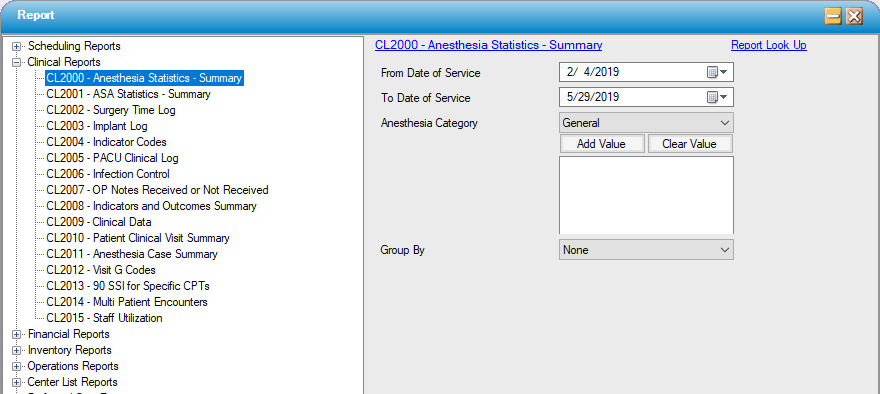 Report
Scheduling Reports
Clinical Reports
CL2000 - Anesthesia Statistics - Summary
CL2001 - ASA Statistics - Summary
CL2002 - Surgery Time Log
CL2003 - Implant Log
CL2004 - Indicator Codes
CL2005 - PACU Clinical Log
CL2006 - Infection Control
CL2007 - OP Notes Received or Not Received
CL2008 - Indicators and Outcomes Summary
CL2009 - Clinical Data
CL2010 - Patient Clinical Visit Summary
CL2011 - Anesthesia Case Summary
CL2012 - Visit G Codes
CL2013 - 90 SSI for Specific CPTs
CL2014 - Multi Patient Encounters
CL2015 - Staff Utilization
Financial Reports
Inventory Reports
Operations Reports
Center List Reports
CL2000 - Anesthesia Statistics - Summary Report Look Up
From Date of Service 2/ 4/2019
To Date of Service 5/29/2019
Anesthesia Category General
Add Value Clear Value
Group By None